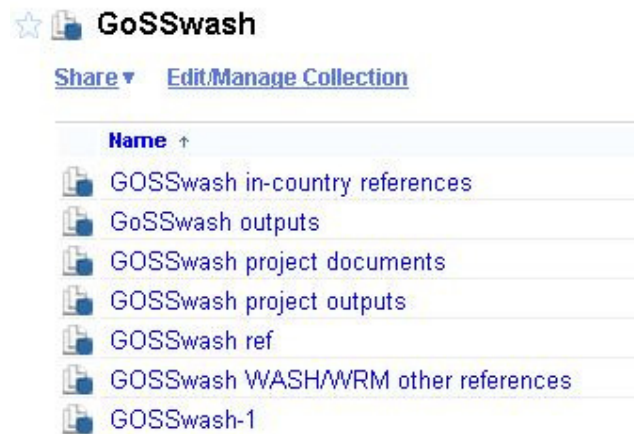 GoSSwash
Share ▾ Edit/Manage Collection
Name ↑
GOSSwash in-country references
GoSSwash outputs
GOSSwash project documents
GOSSwash project outputs
GOSSwash ref
GOSSwash WASH/WRM other references
GOSSwash-1